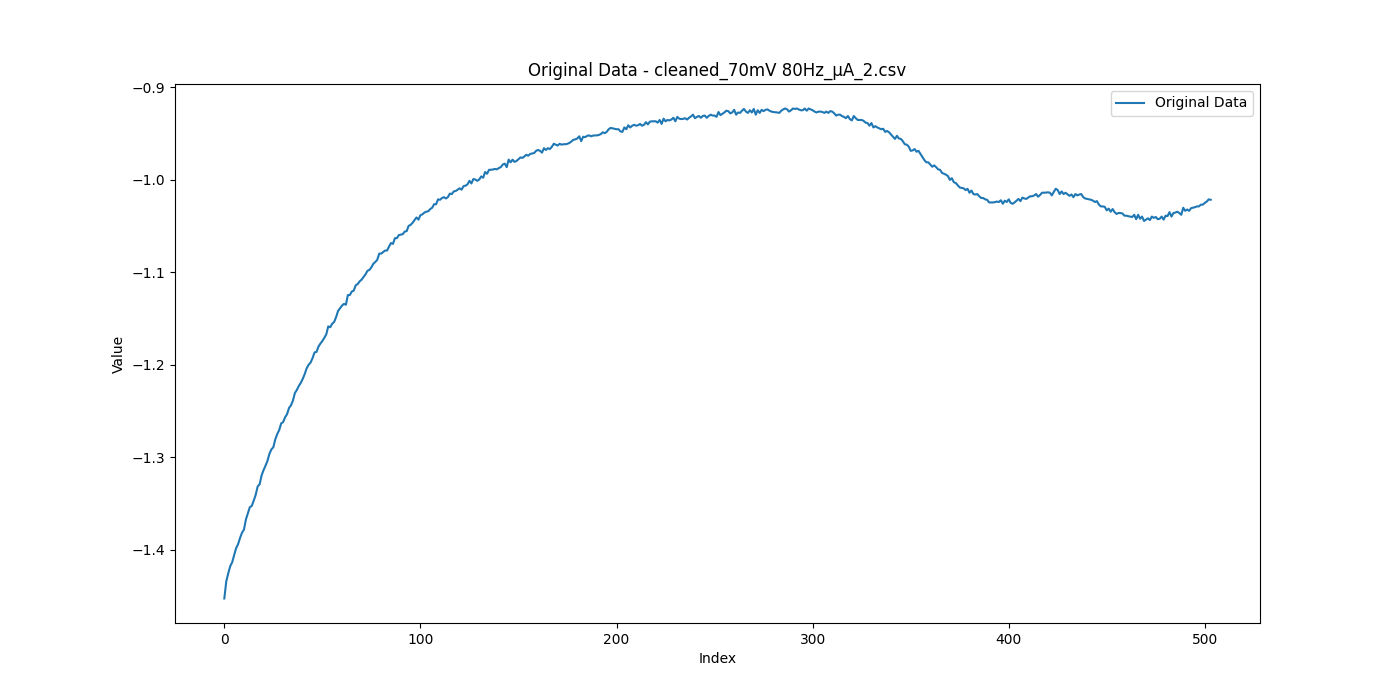 Original Data - cleaned_70mV 80Hz_µA_2.csv
Original Data
−0.9
−1.0
−1.1
−1.2
−1.3
−1.4
Value
0 100 200 300 400 500
Index